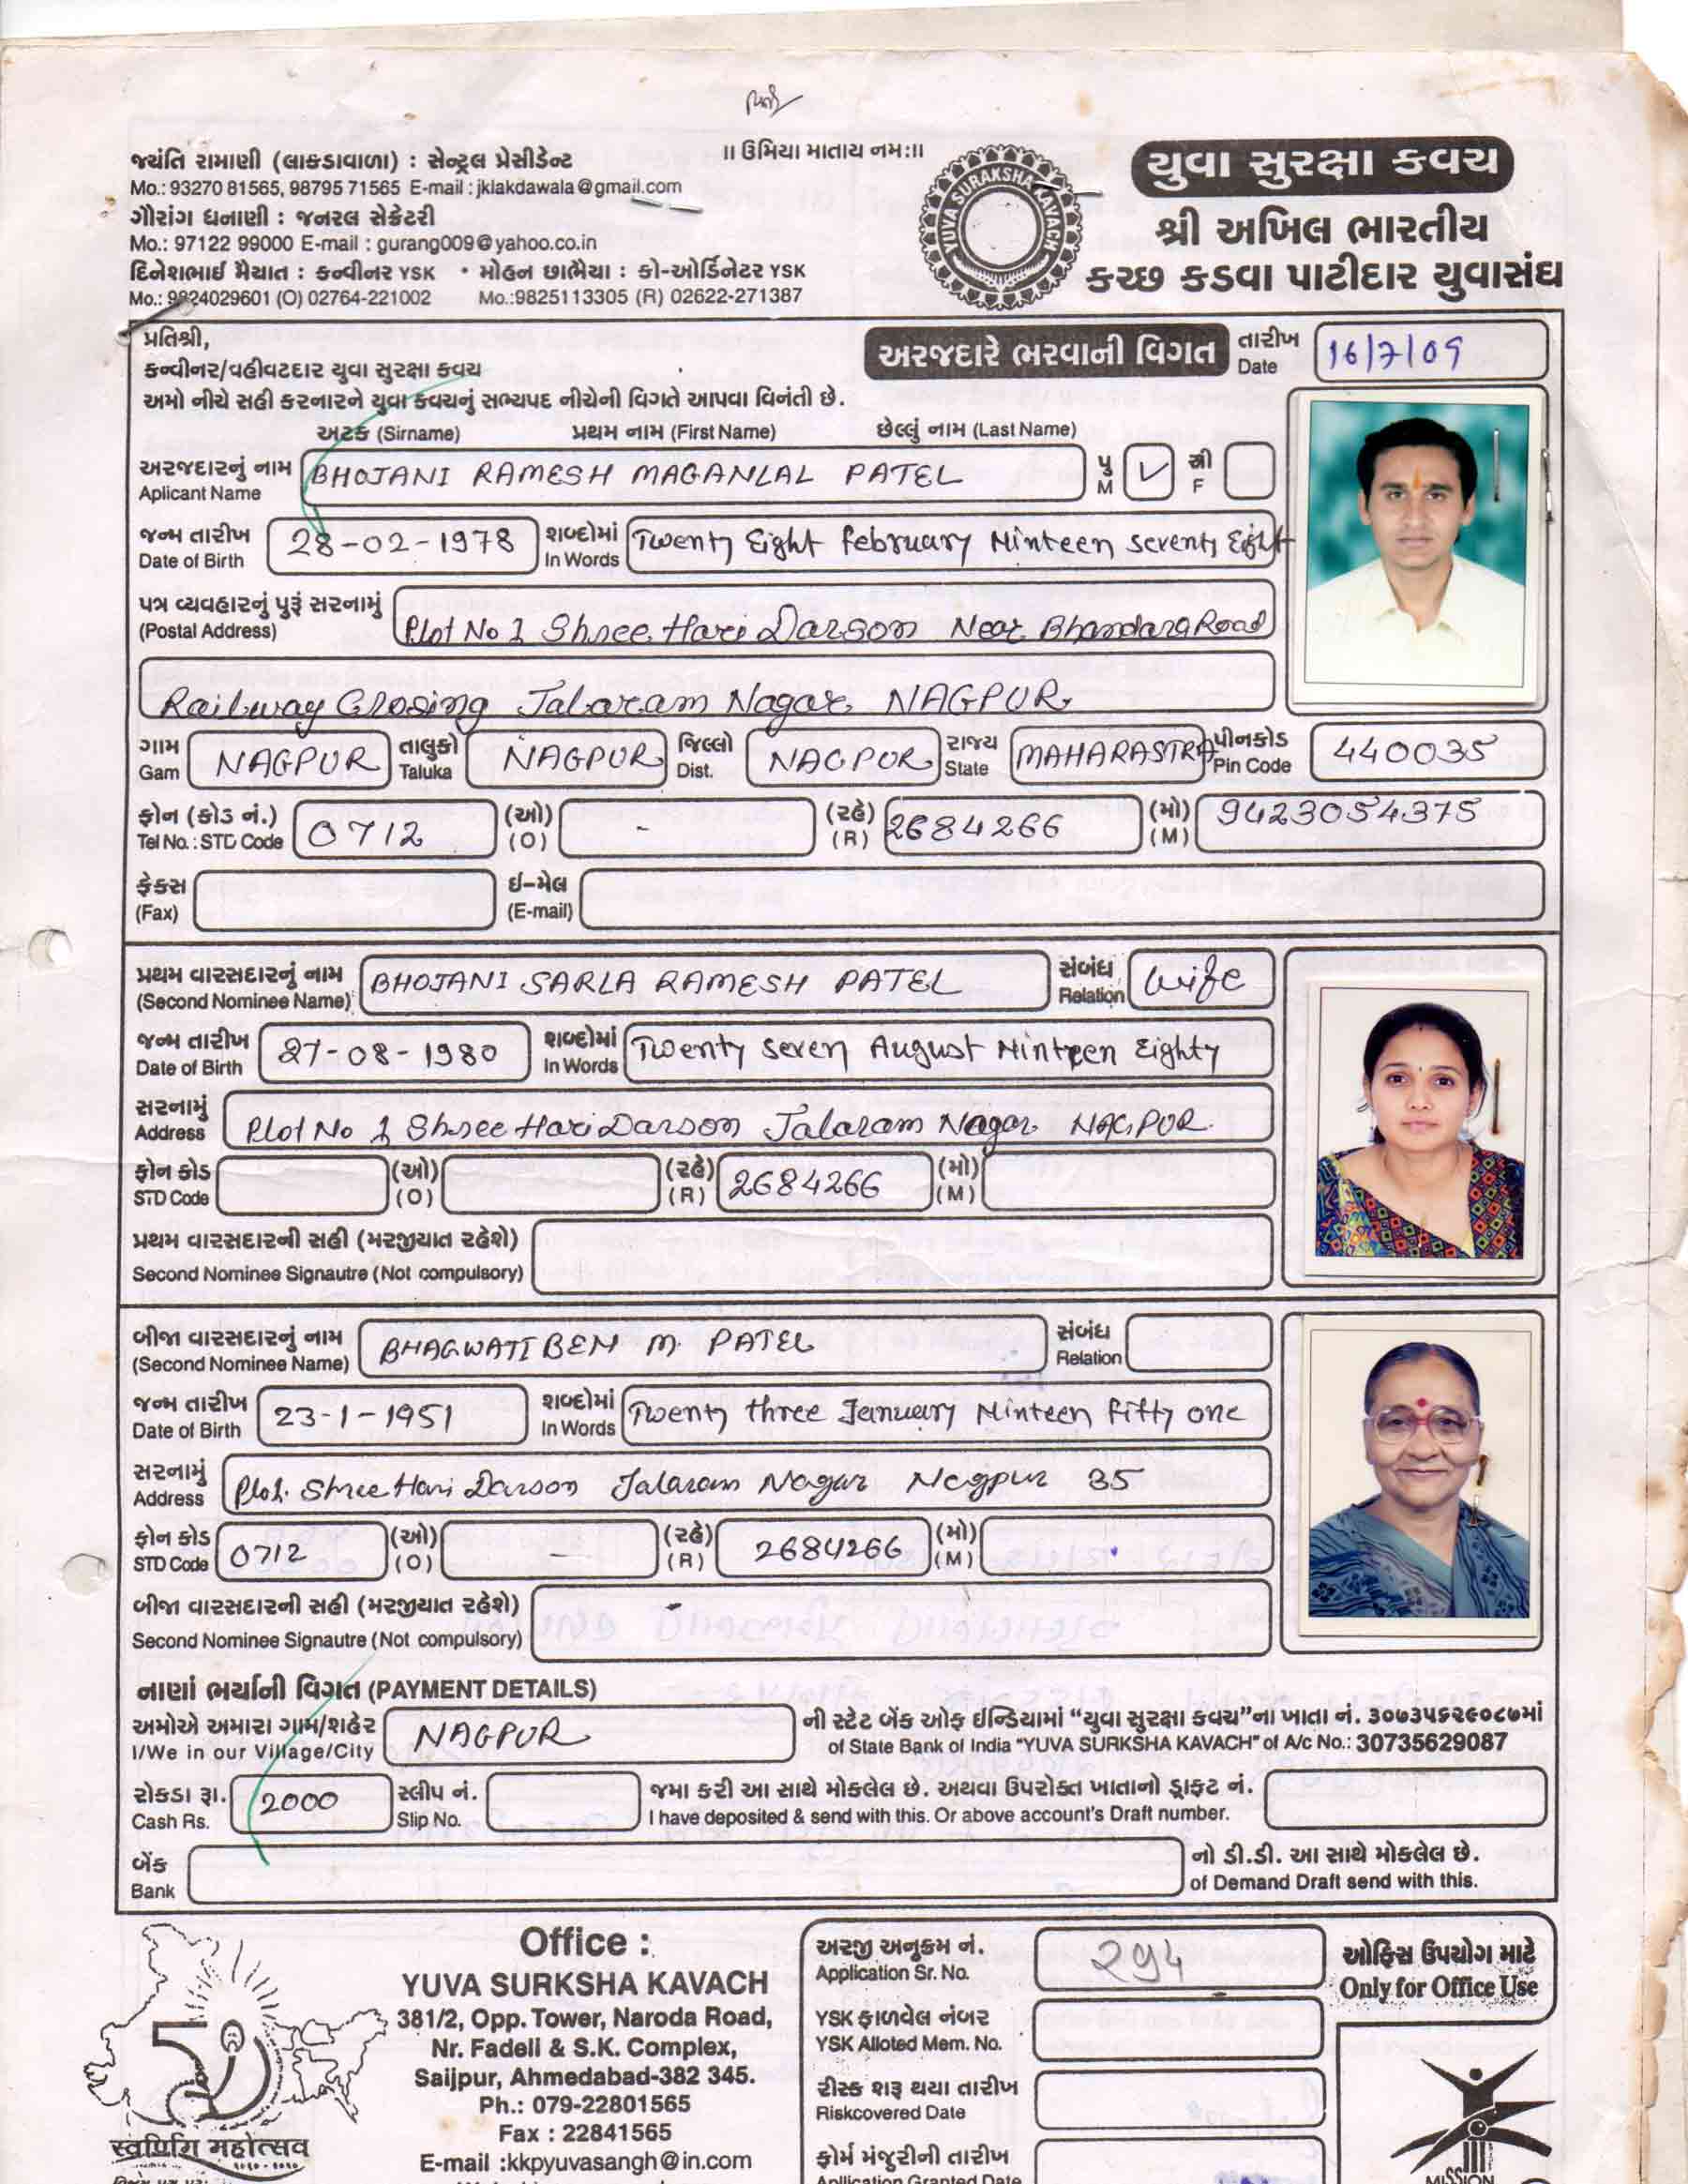 ॥ ઉમિયા માતાય નમઃ॥
જયંતિ રામાણી (લાકડાવાળા) : સેન્ટ્રલ પ્રેસીડેન્ટ
Mo.: 93270 81565, 98795 71565 E-mail : jklakdawala@gmail.com
ગૌરાંગ ધનાણી : જનરલ સેક્રેટરી
Mo.: 97122 99000 E-mail : gurang009@yahoo.co.in
દિનેશભાઈ મૈયાત : કન્વીનર YSK • મોહન છાભૈયા : કો-ઓર્ડિનેટર YSK
Mo.: 9824029601 (O) 02764-221002 Mo.:9825113305 (R) 02622-271387
YUVA SURAKSHA KAVACH
યુવા સુરક્ષા કવચ
શ્રી અખિલ ભારતીય
કચ્છ કડવા પાટીદાર યુવાસંઘ
પ્રતિશ્રી,
અરજદારે ભરવાની વિગત તારીખ Date 16/7/09
કન્વીનર/વહીવટદાર યુવા સુરક્ષા કવચ
અમો નીચે સહી કરનારને યુવા કવચનું સભ્યપદ નીચેની વિગતે આપવા વિનંતી છે.
અટક (Sirname) પ્રથમ નામ (First Name) છેલ્લું નામ (Last Name)
અરજદારનું નામ Aplicant Name BHOJANI RAMESH MAGANLAL PATEL પુ M ✓ સ્ત્રી F
જન્મ તારીખ Date of Birth 28-02-1978 શબ્દોમાં In Words Twenty Eight february Ninteen seventy Eight
પત્ર વ્યવહારનું પુરૂં સરનામું (Postal Address) Plot No 1 Shree Hari Darson Near Bhandara Road
Railway Crosing Jalaram Nagar NAGPUR
ગામ Gam NAGPUR તાલુકો Taluka NAGPUR જિલ્લો Dist. NAGPUR રાજ્ય State MAHARASTRA પીનકોડ Pin Code 440035
ફોન (કોડ નં.) Tel No. : STD Code 0712 (ઓ) (O) - (રહે) (R) 2684266 (મો) (M) 9423054375
ફેક્સ (Fax) ઈ-મેલ (E-mail)
પ્રથમ વારસદારનું નામ (Second Nominee Name) BHOJANI SARLA RAMESH PATEL સંબંધ Relation Wife
જન્મ તારીખ Date of Birth 27-08-1980 શબ્દોમાં In Words Twenty seven August Ninteen Eighty
સરનામું Address Plot No 1 Shree Hari Darson Jalaram Nagar NAGPUR.
ફોન કોડ STD Code (ઓ) (O) (રહે) (R) 2684266 (મો) (M)
પ્રથમ વારસદારની સહી (મરજીયાત રહેશે)
Second Nominee Signautre (Not compulsory)
બીજા વારસદારનું નામ (Second Nominee Name) BHAGWATIBEN M. PATEL સંબંધ Relation
જન્મ તારીખ Date of Birth 23-1-1951 શબ્દોમાં In Words Twenty three January Ninteen fifty one
સરનામું Address Plot. Shree Hari Darson Jalaram Nagar Nagpur 35
ફોન કોડ STD Code 0712 (ઓ) (O) — (રહે) (R) 2684266 (મો) (M)
બીજા વારસદારની સહી (મરજીયાત રહેશે)
Second Nominee Signautre (Not compulsory)
નાણાં ભર્યાની વિગત (PAYMENT DETAILS)
અમોએ અમારા ગામ/શહેર NAGPUR ની સ્ટેટ બેંક ઓફ ઈન્ડિયામાં “યુવા સુરક્ષા કવચ”ના ખાતા નં. ૩૦૭૩૫૬૨૯૦૮૭માં
I/We in our Village/City of State Bank of India "YUVA SURKSHA KAVACH" of A/c No.: 30735629087
રોકડા રૂા. 2000 સ્લીપ નં. જમા કરી આ સાથે મોકલેલ છે. અથવા ઉપરોક્ત ખાતાનો ડ્રાફ્ટ નં.
Cash Rs. Slip No. I have deposited & send with this. Or above account's Draft number.
બેંક નો ડી.ડી. આ સાથે મોકલેલ છે.
Bank of Demand Draft send with this.
Office :
YUVA SURKSHA KAVACH
381/2, Opp. Tower, Naroda Road,
Nr. Fadeli & S.K. Complex,
Saijpur, Ahmedabad-382 345.
Ph.: 079-22801565
Fax : 22841565
E-mail :kkpyuvasangh@in.com
અરજી અનુક્રમ નં. 294
Application Sr. No.
YSK ફાળવેલ નંબર
YSK Alloted Mem. No.
રીસ્ક શરૂ થયા તારીખ
Riskcovered Date
ફોર્મ મંજુરીની તારીખ
Apllication Granted Date
ઓફિસ ઉપયોગ માટે
Only for Office Use
50
સ્વર્ણિમ મહોત્સવ
MISSION